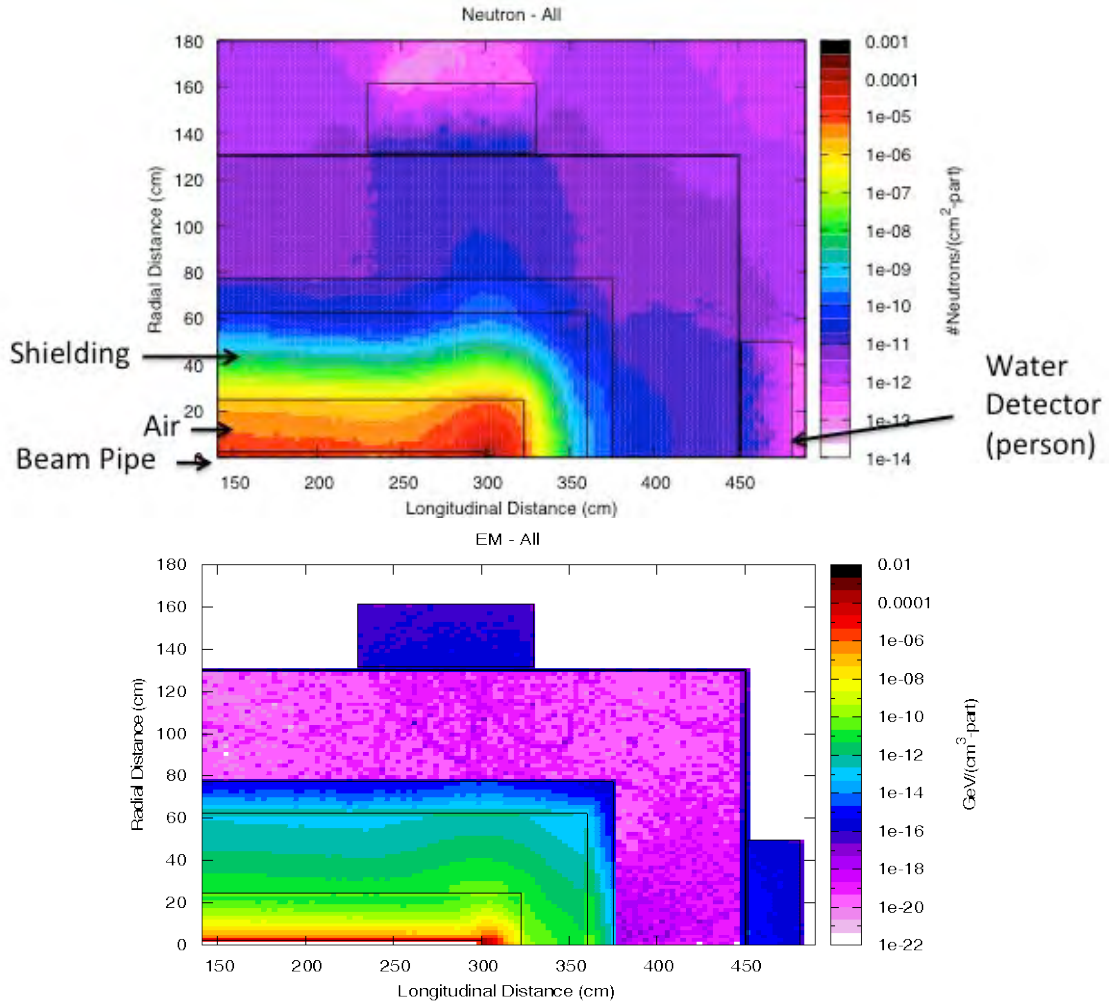 Neutron - All
180
160
140
120
100
80
60
40
20
0
Radial Distance (cm)
150 200 250 300 350 400 450
Longitudinal Distance (cm)
0.001
0.0001
1e-05
1e-06
1e-07
1e-08
1e-09
1e-10
1e-11
1e-12
1e-13
1e-14
#Neutrons/(cm²-part)
Shielding
Air
Beam Pipe
Water
Detector
(person)
EM - All
180
160
140
120
100
80
60
40
20
0
Radial Distance (cm)
150 200 250 300 350 400 450
Longitudinal Distance (cm)
0.01
0.0001
1e-06
1e-08
1e-10
1e-12
1e-14
1e-16
1e-18
1e-20
1e-22
GeV/(cm³-part)